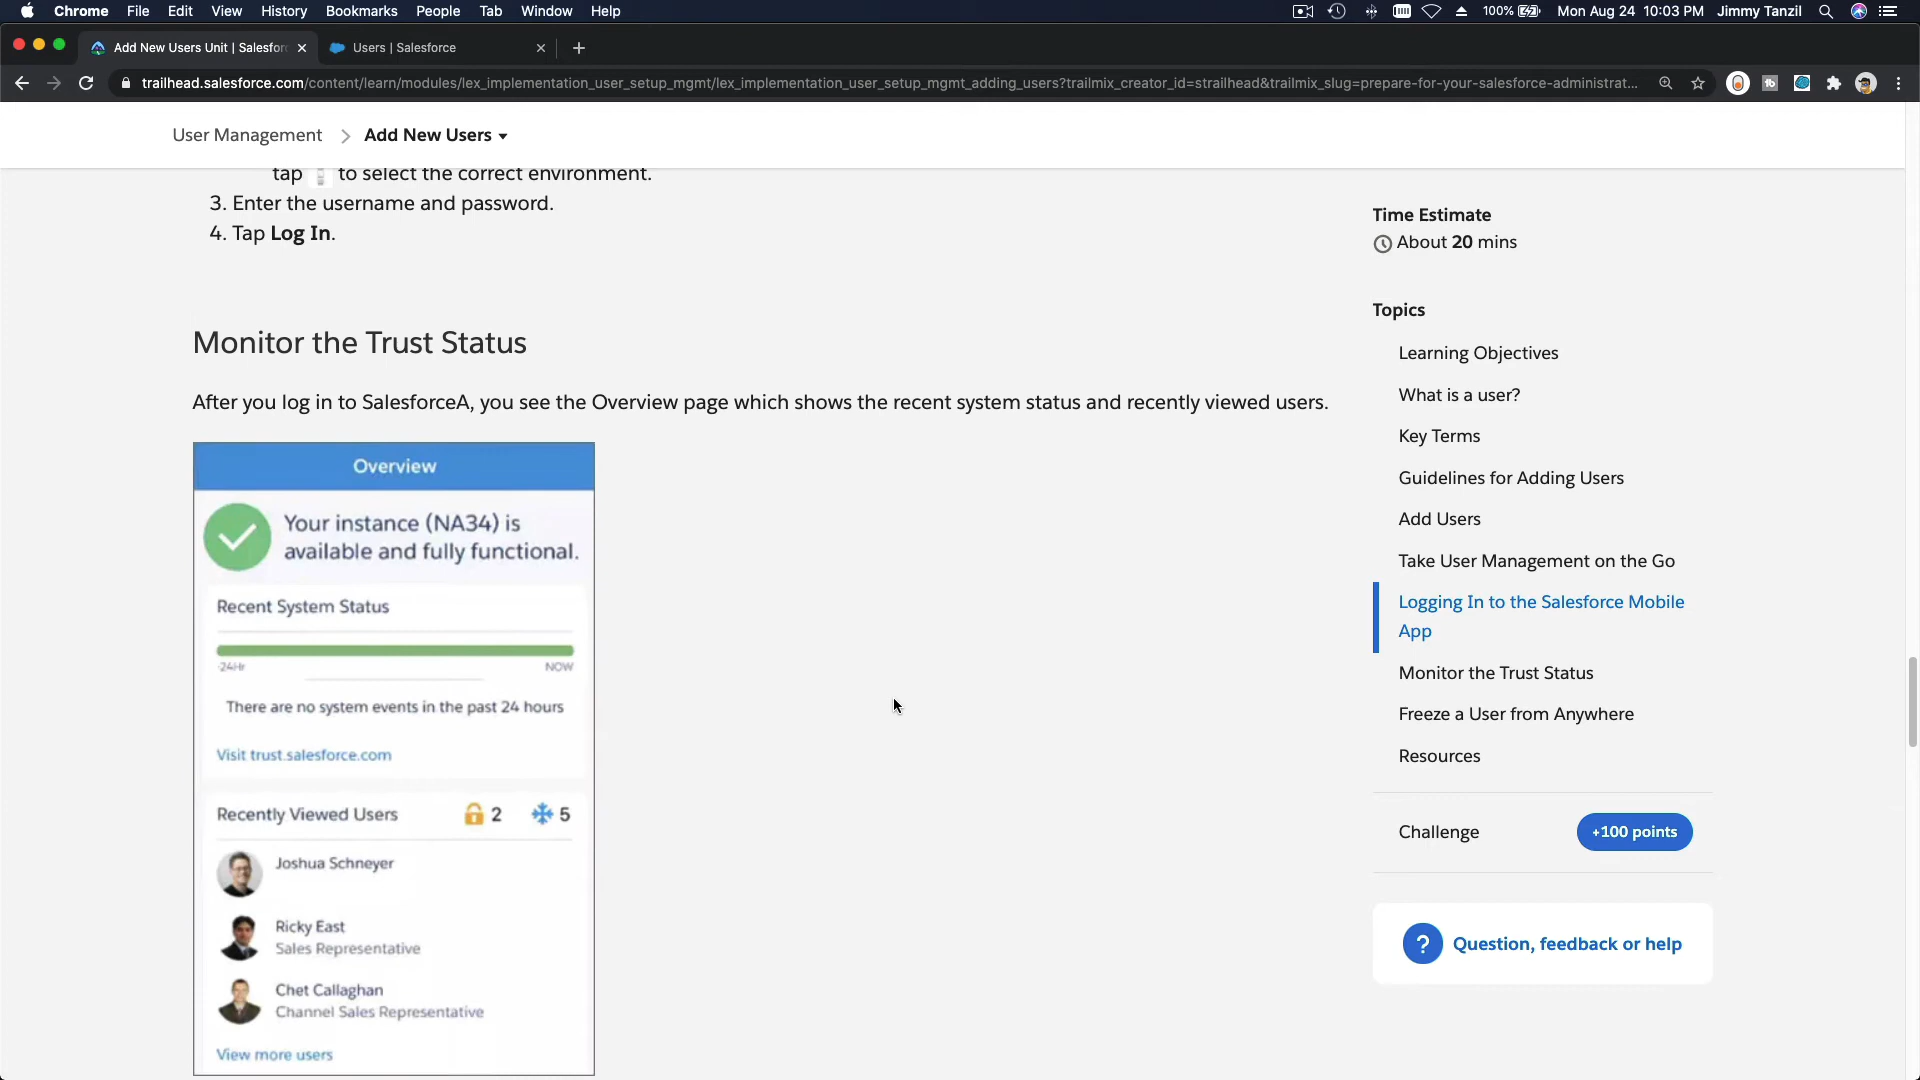 Chrome File Edit View History Bookmarks People Tab Window Help 100% Mon Aug 24 10:03 PM Jimmy Tanzil
Add New Users Unit | Salesfor Users | Salesforce
trailhead.salesforce.com/content/learn/modules/lex_implementation_user_setup_mgmt/lex_implementation_user_setup_mgmt_adding_users?trailmix_creator_id=strailhead&trailmix_slug=prepare-for-your-salesforce-administrat...
User Management > Add New Users
tap to select the correct environment.
3. Enter the username and password.
4. Tap Log In.
Monitor the Trust Status
After you log in to SalesforceA, you see the Overview page which shows the recent system status and recently viewed users.
Overview
Your instance (NA34) is
available and fully functional.
Recent System Status
-24Hr NOW
There are no system events in the past 24 hours
Visit trust.salesforce.com
Recently Viewed Users 2 5
Joshua Schneyer
Ricky East
Sales Representative
Chet Callaghan
Channel Sales Representative
View more users
Time Estimate
About 20 mins
Topics
Learning Objectives
What is a user?
Key Terms
Guidelines for Adding Users
Add Users
Take User Management on the Go
Logging In to the Salesforce Mobile
App
Monitor the Trust Status
Freeze a User from Anywhere
Resources
Challenge +100 points
? Question, feedback or help